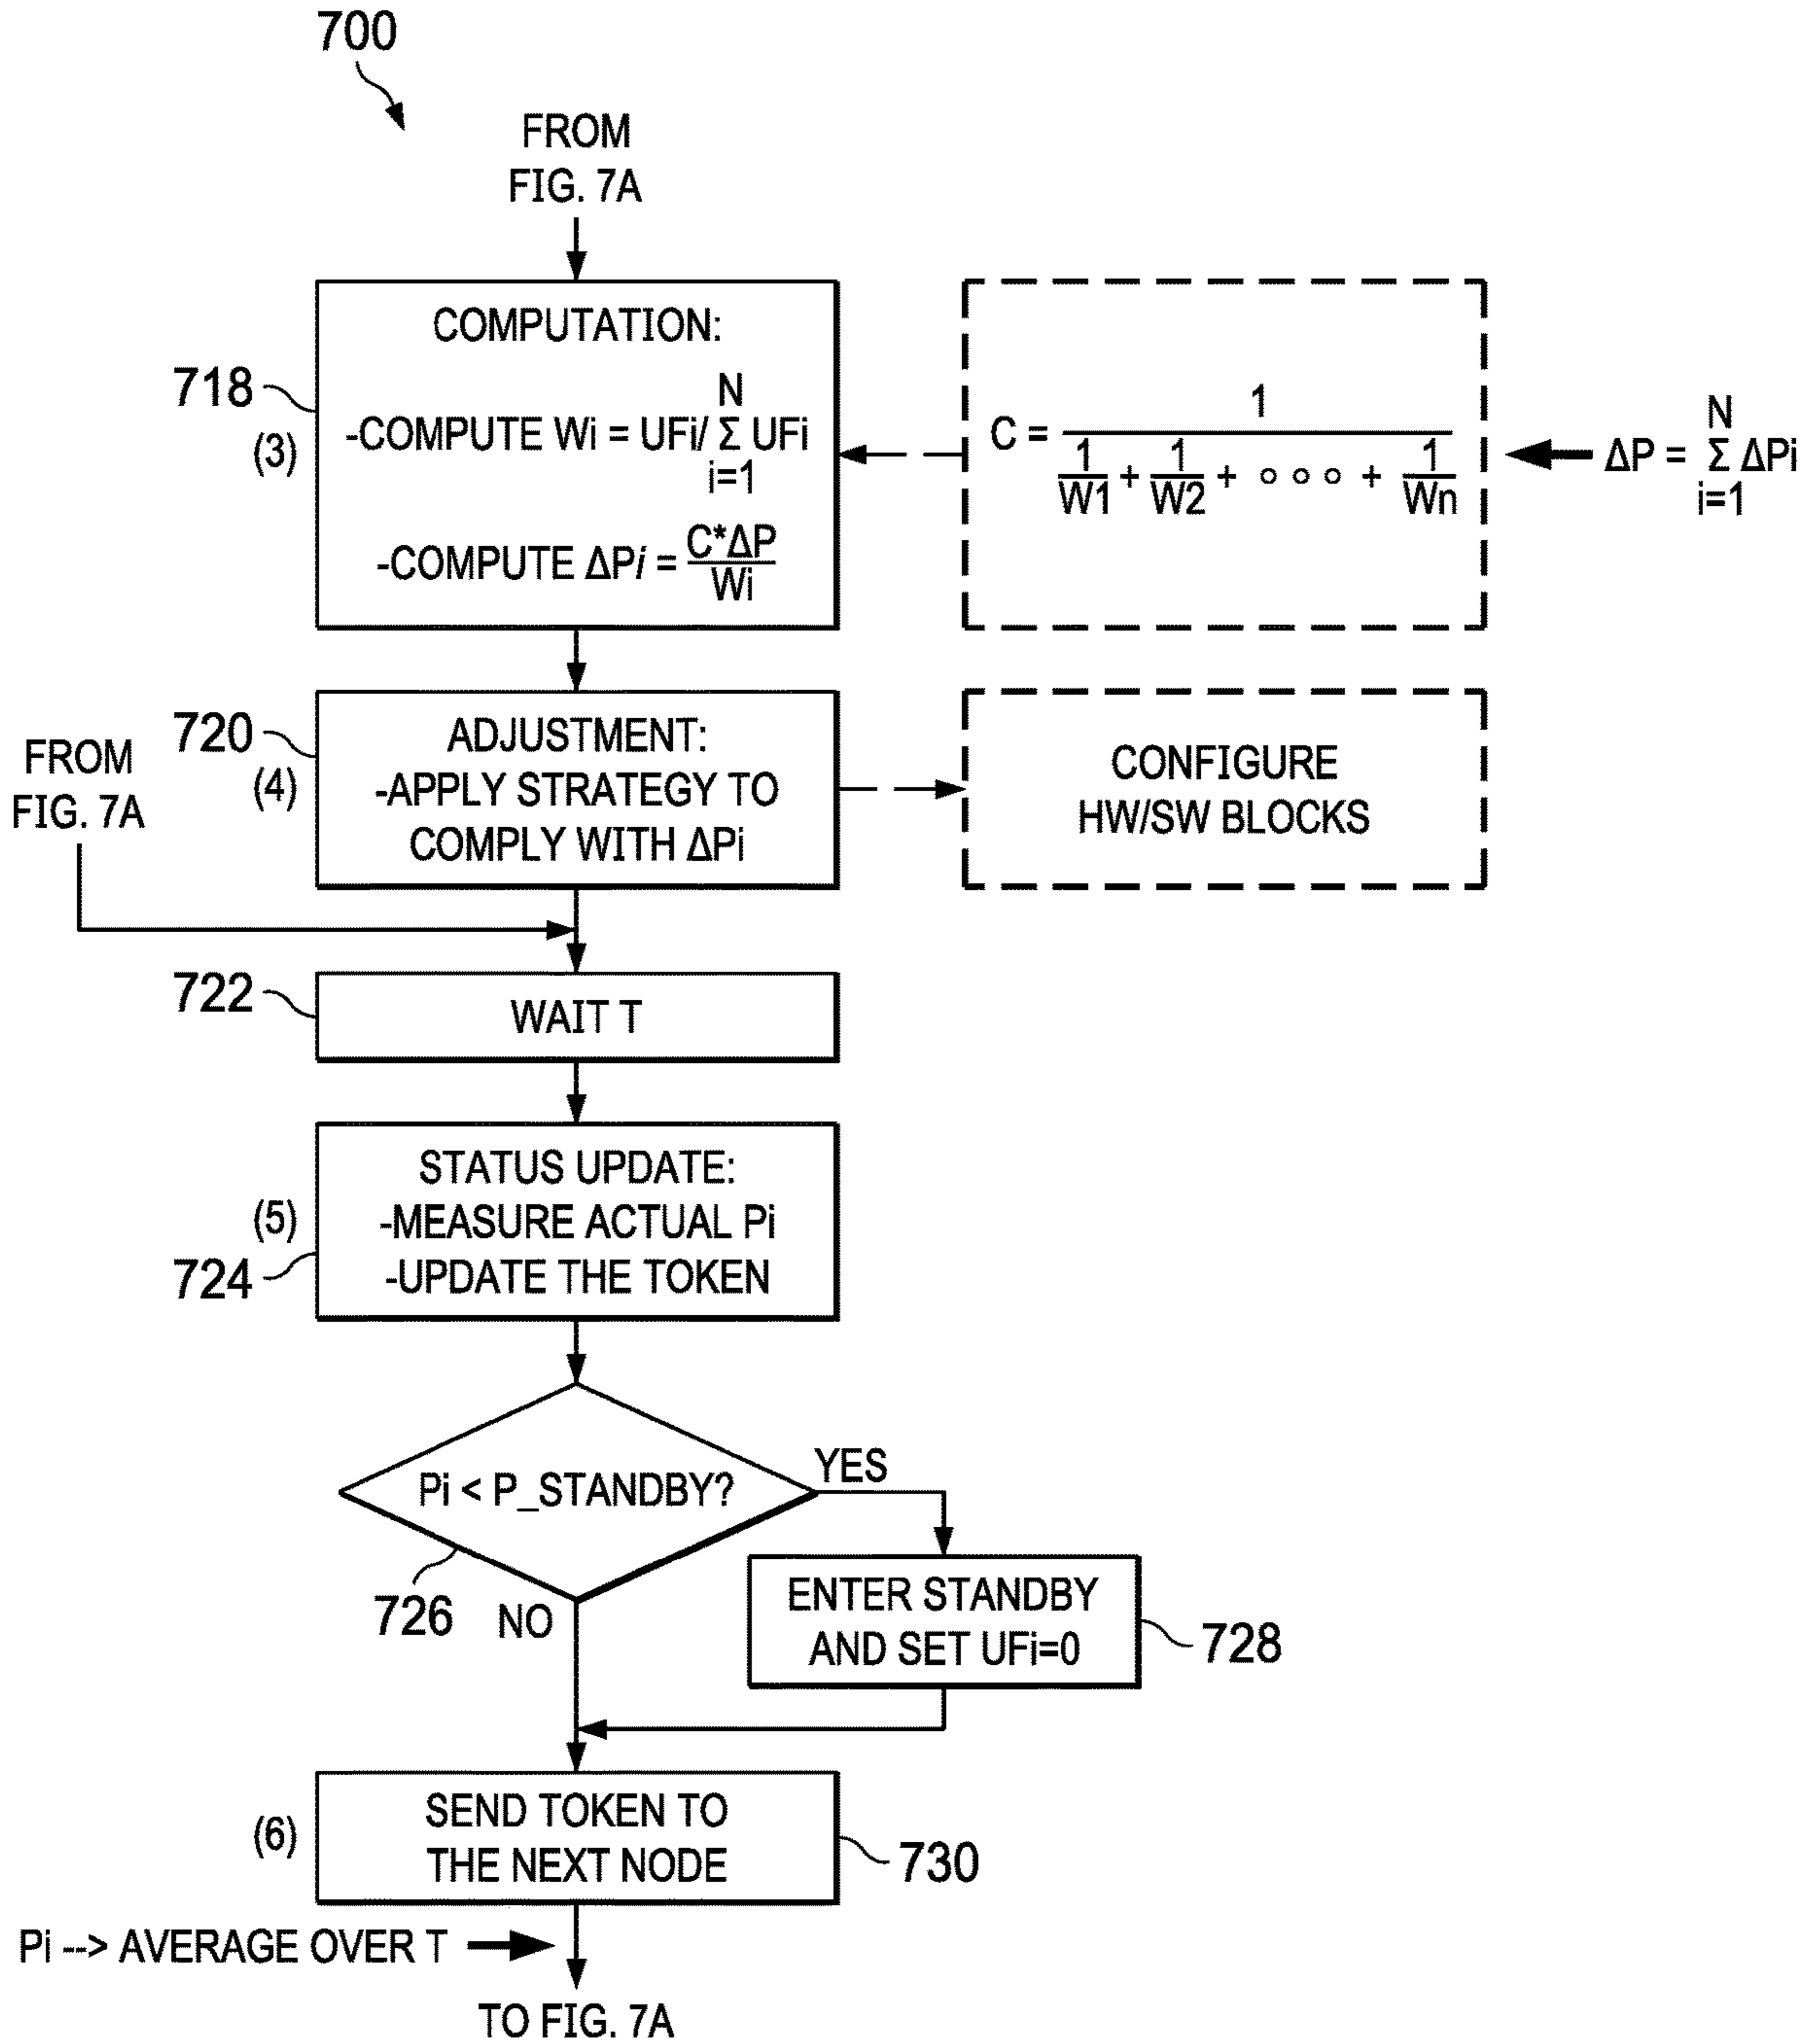 700
FROM
FIG. 7A
COMPUTATION:
718
(3)
N
-COMPUTE Wi = UFi/ Σ UFi
i=1
-COMPUTE ΔPi = C*ΔP
Wi
1
C =
1 + 1 + ○ ○ ○ + 1
W1 W2 Wn
N
ΔP = Σ ΔPi
i=1
720
(4)
ADJUSTMENT:
-APPLY STRATEGY TO
COMPLY WITH ΔPi
CONFIGURE
HW/SW BLOCKS
FROM
FIG. 7A
722
WAIT T
(5)
724
STATUS UPDATE:
-MEASURE ACTUAL Pi
-UPDATE THE TOKEN
Pi < P_STANDBY?
YES
726
NO
ENTER STANDBY
AND SET UFi=0
728
(6)
SEND TOKEN TO
THE NEXT NODE
730
Pi --> AVERAGE OVER T
TO FIG. 7A